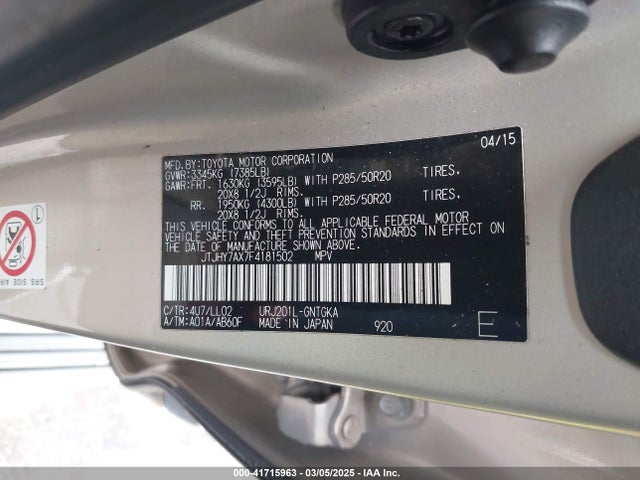 MFD.BY:TOYOTA MOTOR CORPORATION 04/15
GVWR:3345KG (7385LB)
GAWR:FRT. 1630KG (3595LB) WITH P285/50R20 TIRES.
20X8 1/2J RIMS.
RR. 1950KG (4300LB) WITH P285/50R20 TIRES.
20X8 1/2J RIMS.
THIS VEHICLE CONFORMS TO ALL APPLICABLE FEDERAL MOTOR
VEHICLE SAFETY AND THEFT PREVENTION STANDARDS IN EFFECT ON
THE DATE OF MANUFACTURE SHOWN ABOVE.
JTJHY7AX7F4181502 MPV
C/TR:4U7/LL02 URJ201L-GNTGKA
A/TM:A01A/AB60F MADE IN JAPAN 920 E
SRS SIDE AIR
000-41715963 - 03/05/2025 - IAA Inc.